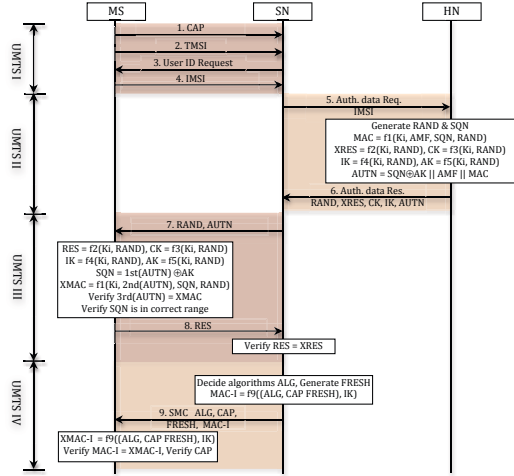 MS SN HN
UMTS I
1. CAP
2. TMSI
3. User ID Request
4. IMSI
UMTS II
5. Auth. data Req.
IMSI
Generate RAND & SQN
MAC = f1(Ki, AMF, SQN, RAND)
XRES = f2(Ki, RAND), CK = f3(Ki, RAND)
IK = f4(Ki, RAND), AK = f5(Ki, RAND)
AUTN = SQN⊕AK || AMF || MAC
6. Auth. data Res.
RAND, XRES, CK, IK, AUTN
UMTS III
7. RAND, AUTN
RES = f2(Ki, RAND), CK = f3(Ki, RAND)
IK = f4(Ki, RAND), AK = f5(Ki, RAND)
SQN = 1st(AUTN) ⊕AK
XMAC = f1(Ki, 2nd(AUTN), SQN, RAND)
Verify 3rd(AUTN) = XMAC
Verify SQN is in correct range
8. RES
Verify RES = XRES
UMTS IV
Decide algorithms ALG, Generate FRESH
MAC-I = f9((ALG, CAP FRESH), IK)
9. SMC ALG, CAP,
FRESH, MAC-I
XMAC-I = f9((ALG, CAP FRESH), IK)
Verify MAC-I = XMAC-I, Verify CAP